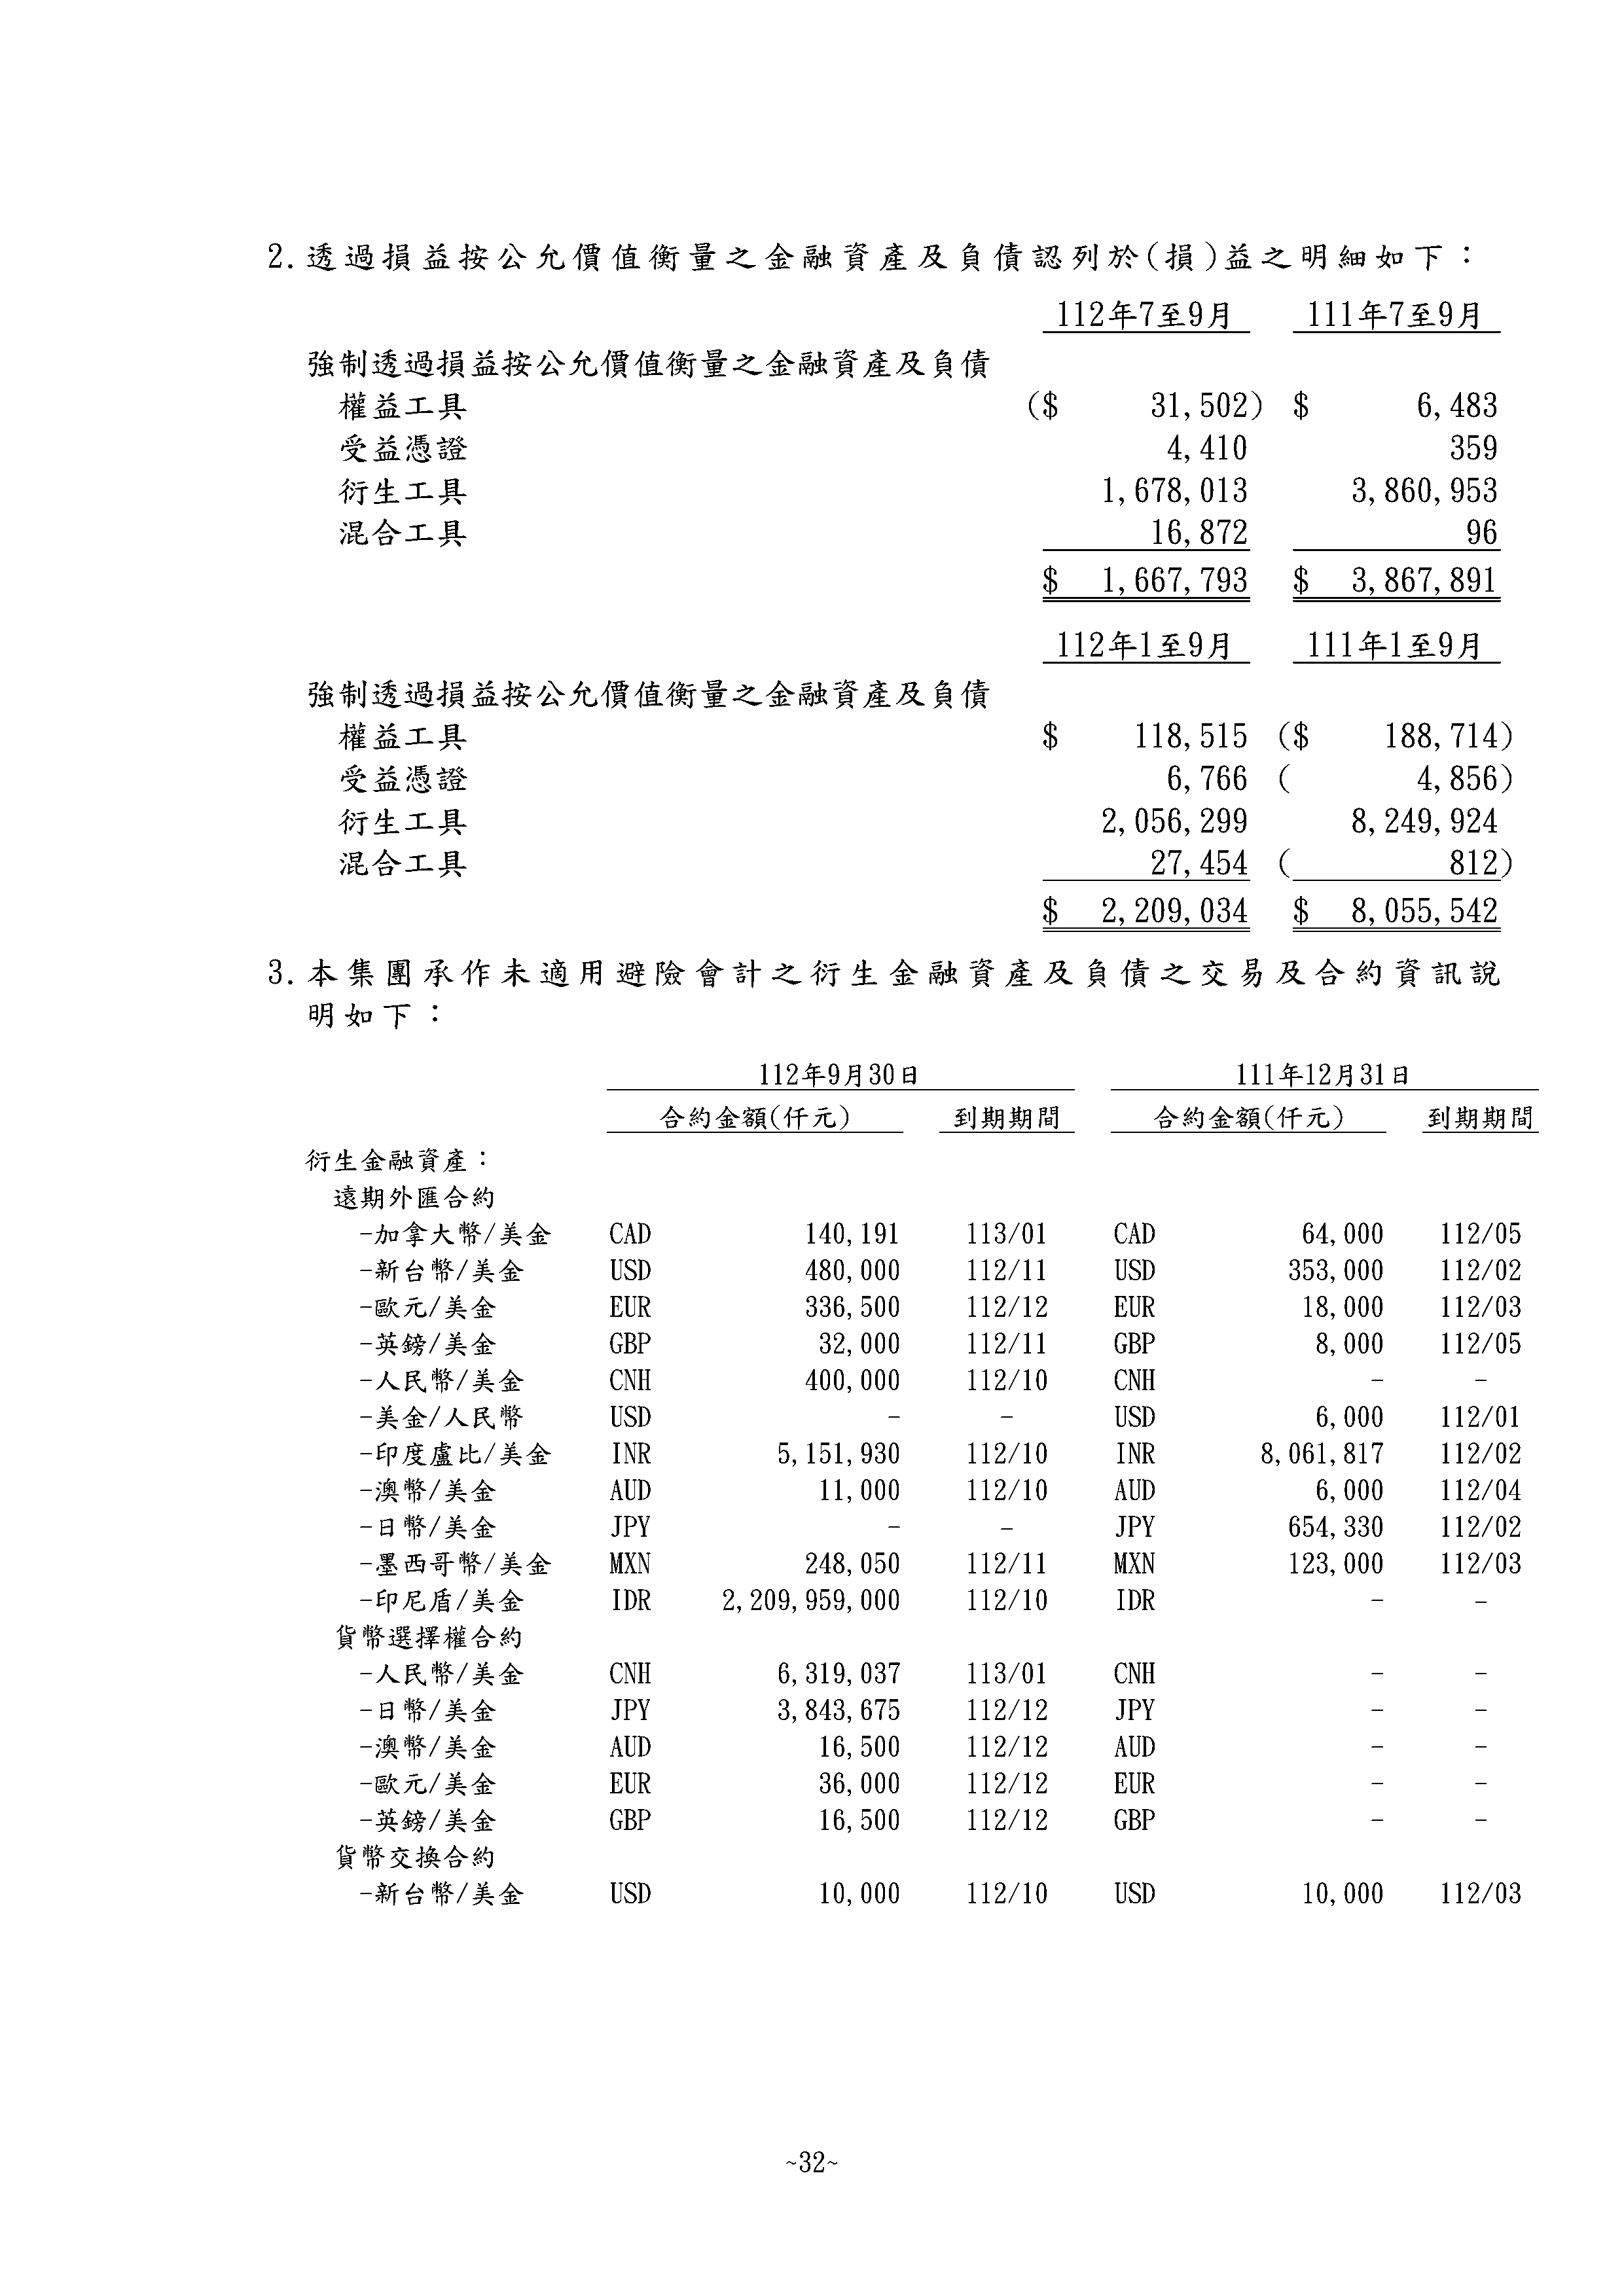 2.透過損益按公允價值衡量之金融資產及負債認列於(損)益之明細如下：
112年7至9月 111年7至9月
強制透過損益按公允價值衡量之金融資產及負債
權益工具 ($ 31,502) $ 6,483
受益憑證 4,410 359
衍生工具 1,678,013 3,860,953
混合工具 16,872 96
$ 1,667,793 $ 3,867,891
112年1至9月 111年1至9月
強制透過損益按公允價值衡量之金融資產及負債
權益工具 $ 118,515 ($ 188,714)
受益憑證 6,766 ( 4,856)
衍生工具 2,056,299 8,249,924
混合工具 27,454 ( 812)
$ 2,209,034 $ 8,055,542
3.本集團承作未適用避險會計之衍生金融資產及負債之交易及合約資訊說
明如下：
112年9月30日 111年12月31日
合約金額(仟元) 到期期間 合約金額(仟元) 到期期間
衍生金融資產：
遠期外匯合約
-加拿大幣/美金 CAD 140,191 113/01 CAD 64,000 112/05
-新台幣/美金 USD 480,000 112/11 USD 353,000 112/02
-歐元/美金 EUR 336,500 112/12 EUR 18,000 112/03
-英鎊/美金 GBP 32,000 112/11 GBP 8,000 112/05
-人民幣/美金 CNH 400,000 112/10 CNH - -
-美金/人民幣 USD - - USD 6,000 112/01
-印度盧比/美金 INR 5,151,930 112/10 INR 8,061,817 112/02
-澳幣/美金 AUD 11,000 112/10 AUD 6,000 112/04
-日幣/美金 JPY - - JPY 654,330 112/02
-墨西哥幣/美金 MXN 248,050 112/11 MXN 123,000 112/03
-印尼盾/美金 IDR 2,209,959,000 112/10 IDR - -
貨幣選擇權合約
-人民幣/美金 CNH 6,319,037 113/01 CNH - -
-日幣/美金 JPY 3,843,675 112/12 JPY - -
-澳幣/美金 AUD 16,500 112/12 AUD - -
-歐元/美金 EUR 36,000 112/12 EUR - -
-英鎊/美金 GBP 16,500 112/12 GBP - -
貨幣交換合約
-新台幣/美金 USD 10,000 112/10 USD 10,000 112/03
~32~